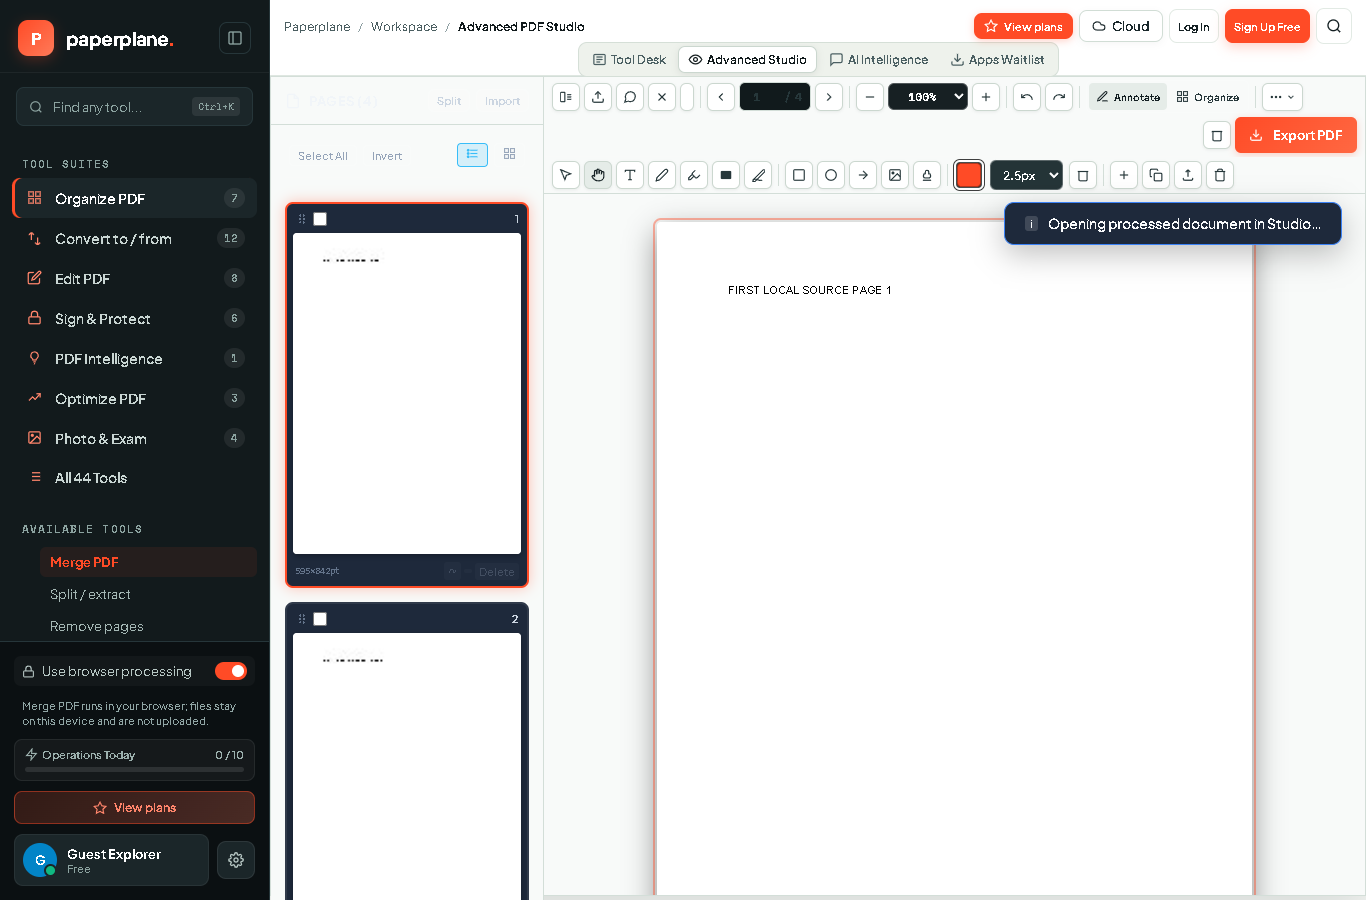 P paperplane.
Find any tool... Ctrl+K
TOOL SUITES
Organize PDF 7
Convert to / from 12
Edit PDF 8
Sign & Protect 6
PDF Intelligence 1
Optimize PDF 3
Photo & Exam 4
All 44 Tools
AVAILABLE TOOLS
Merge PDF
Split / extract
Remove pages
Use browser processing
Merge PDF runs in your browser; files stay
on this device and are not uploaded.
Operations Today 0 / 10
View plans
G Guest Explorer
Free
Paperplane / Workspace / Advanced PDF Studio
View plans Cloud Log In Sign Up Free
Tool Desk Advanced Studio AI Intelligence Apps Waitlist
PAGES (4) Split Import
Select All Invert
1
595×842pt Delete
2
1 / 4 100% Annotate Organize
Export PDF
2.5px
i Opening processed document in Studio...
FIRST LOCAL SOURCE PAGE 1